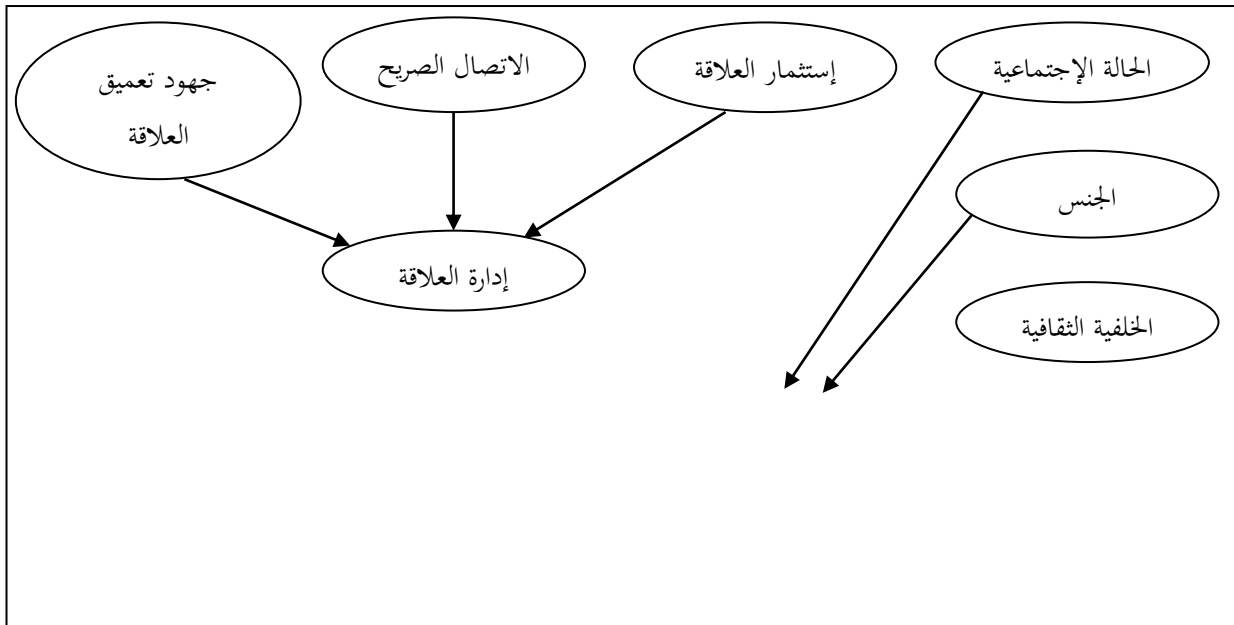 الحالة الإجتماعية
إستثمار العلاقة
الاتصال الصريح
جهود تعميق
العلاقة
الجنس
إدارة العلاقة
الخلفية الثقافية